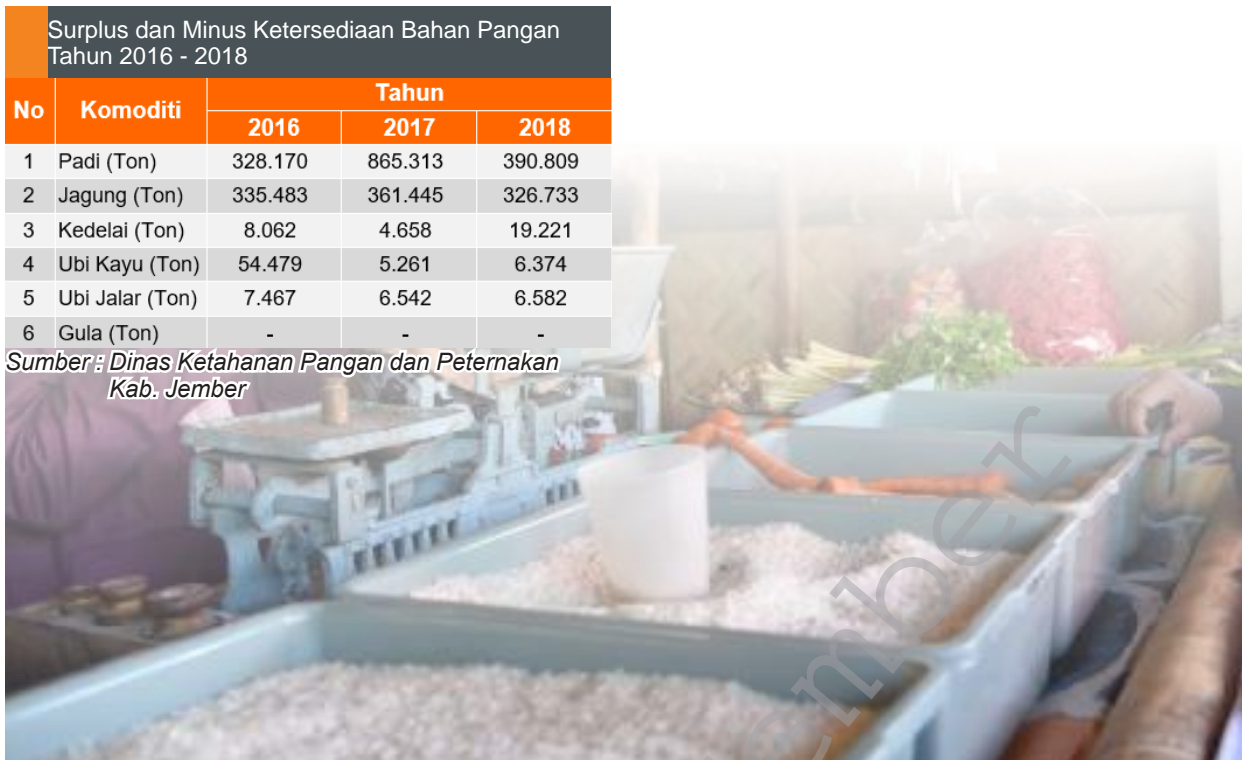 Surplus dan Minus Ketersediaan Bahan Pangan
Tahun 2016 - 2018
No Komoditi Tahun
2016 2017 2018
1 Padi (Ton) 328.170 865.313 390.809
2 Jagung (Ton) 335.483 361.445 326.733
3 Kedelai (Ton) 8.062 4.658 19.221
4 Ubi Kayu (Ton) 54.479 5.261 6.374
5 Ubi Jalar (Ton) 7.467 6.542 6.582
6 Gula (Ton) - - -
Sumber : Dinas Ketahanan Pangan dan Peternakan
Kab. Jember